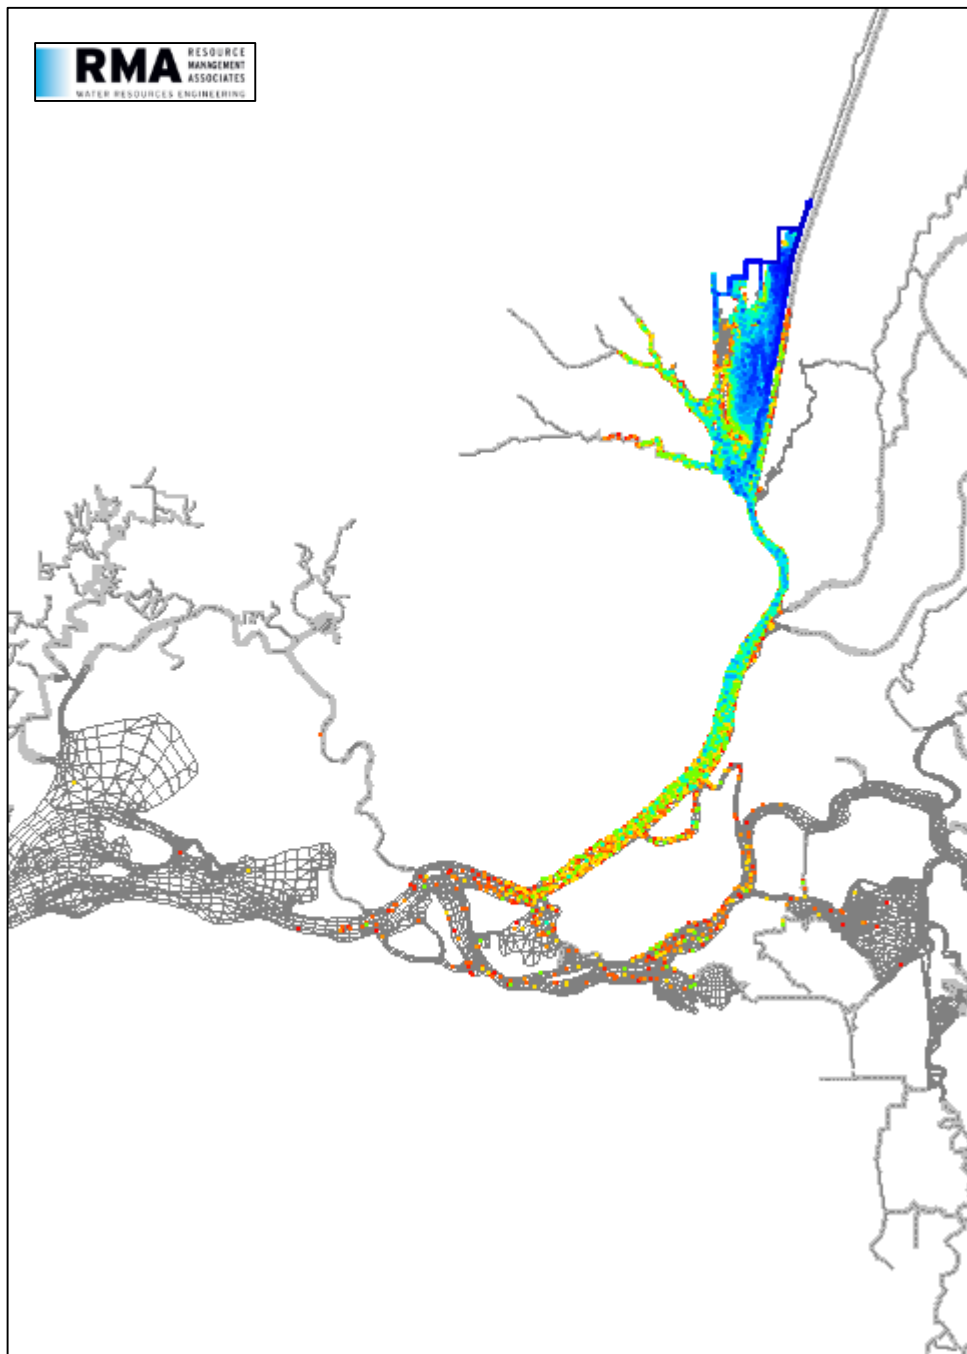 RMA
RESOURCE
MANAGEMENT
ASSOCIATES
WATER RESOURCES ENGINEERING